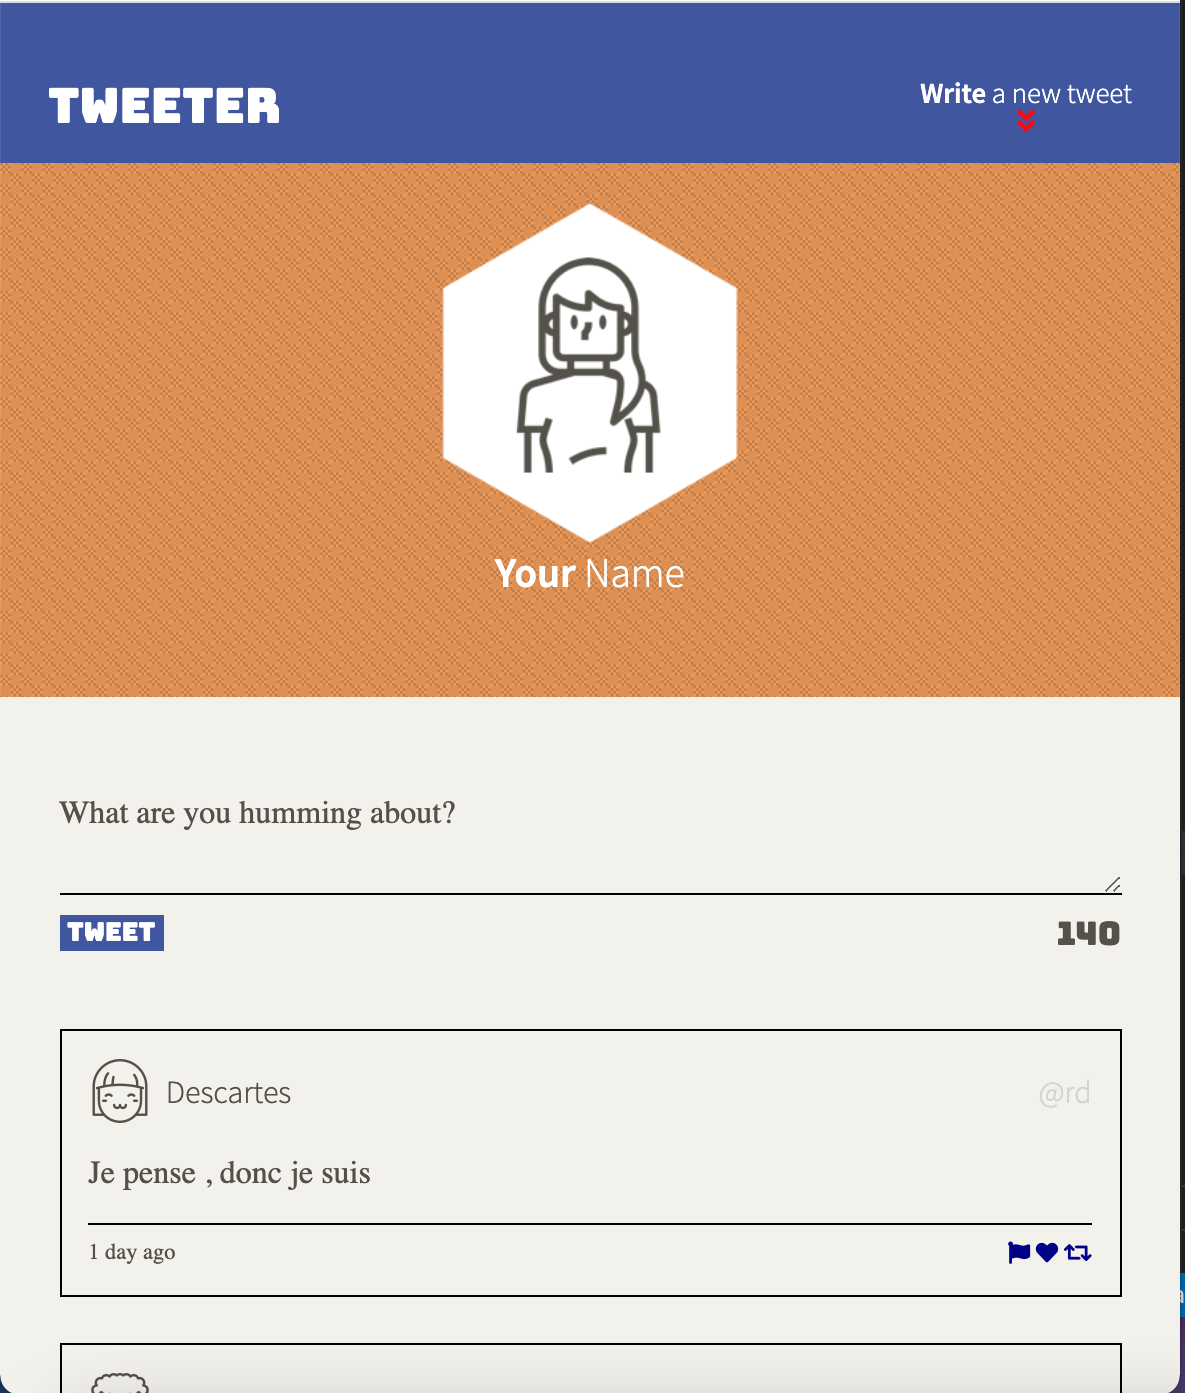 TWEETER
Write a new tweet
Your Name
What are you humming about?
TWEET
140
Descartes
@rd
Je pense , donc je suis
1 day ago